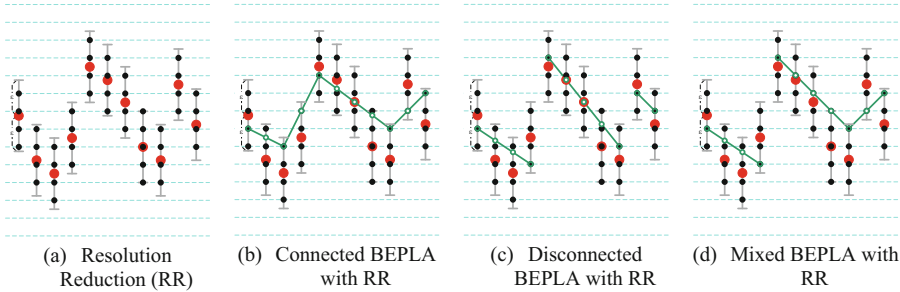 (a) Resolution
Reduction (RR)
(b) Connected BEPLA
with RR
(c) Disconnected
BEPLA with RR
(d) Mixed BEPLA with
RR